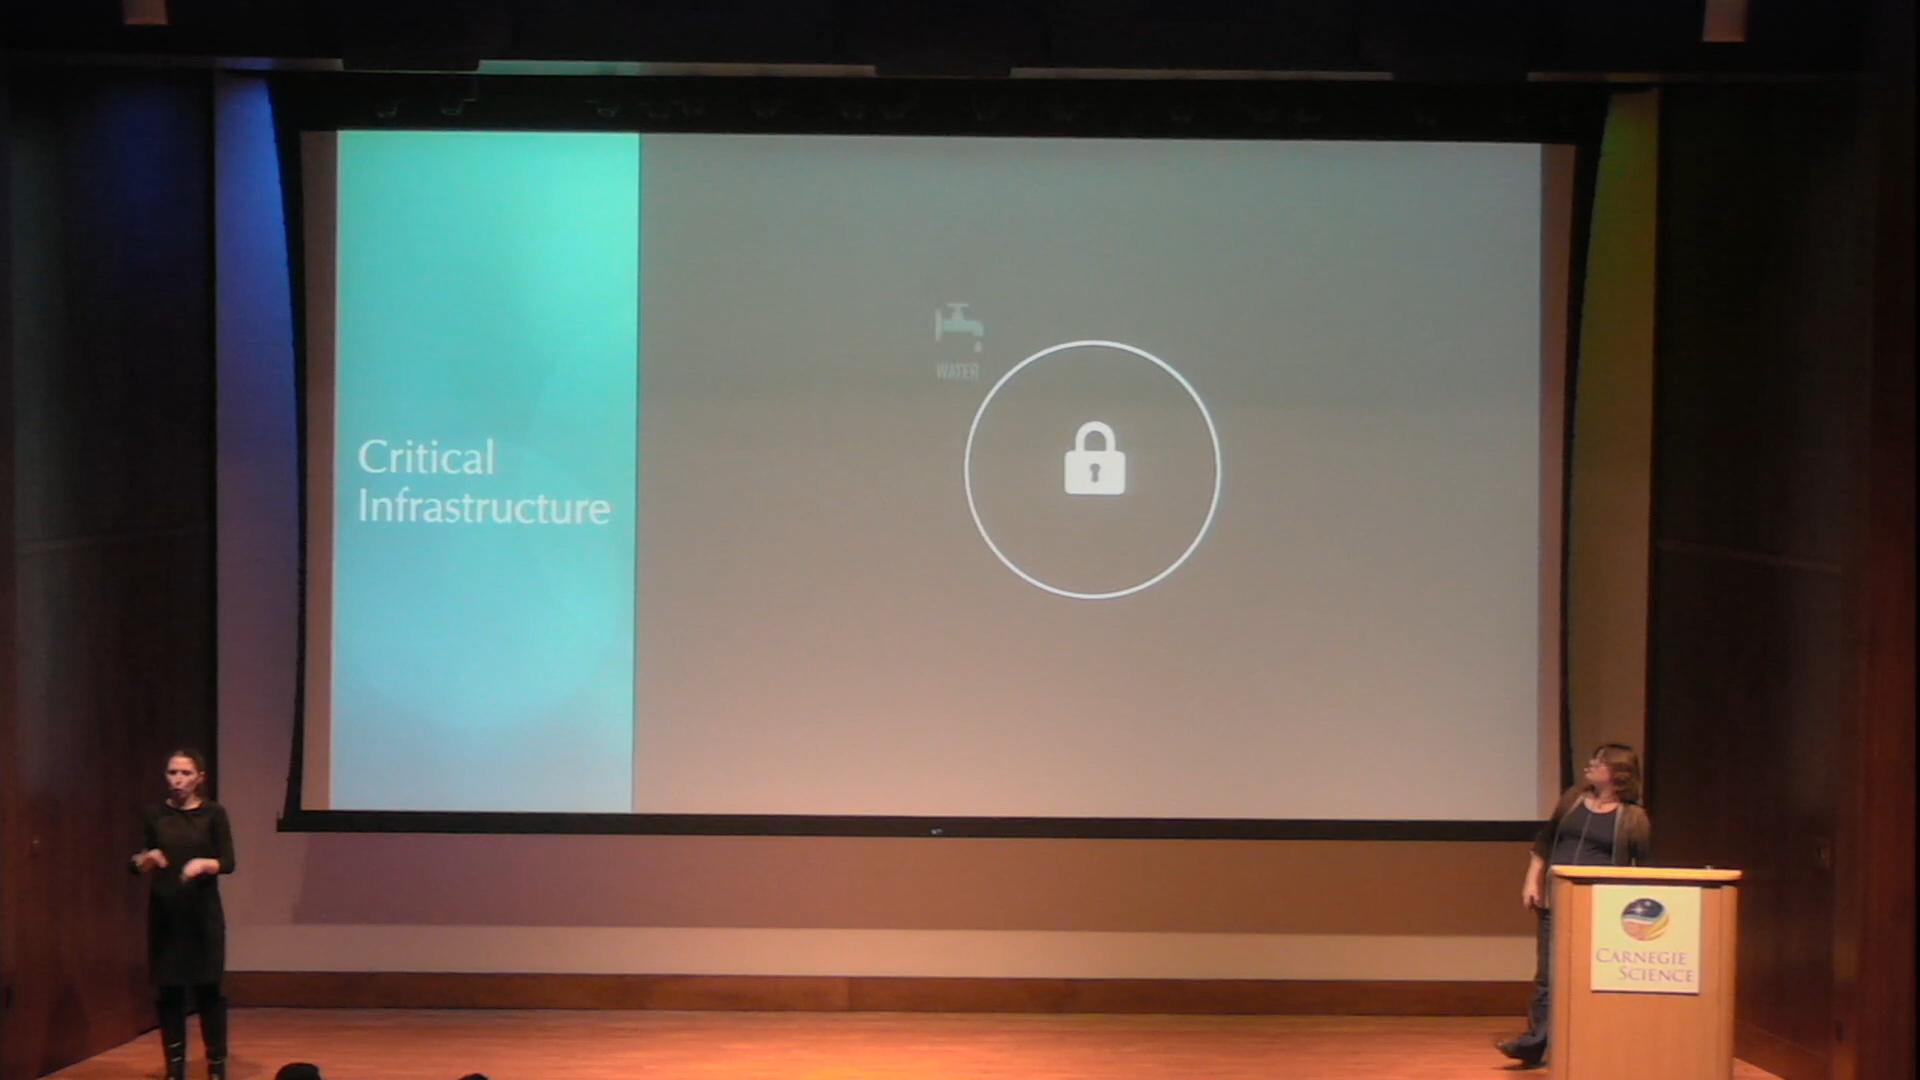 Critical
Infrastructure
WATER
CARNEGIE
SCIENCE